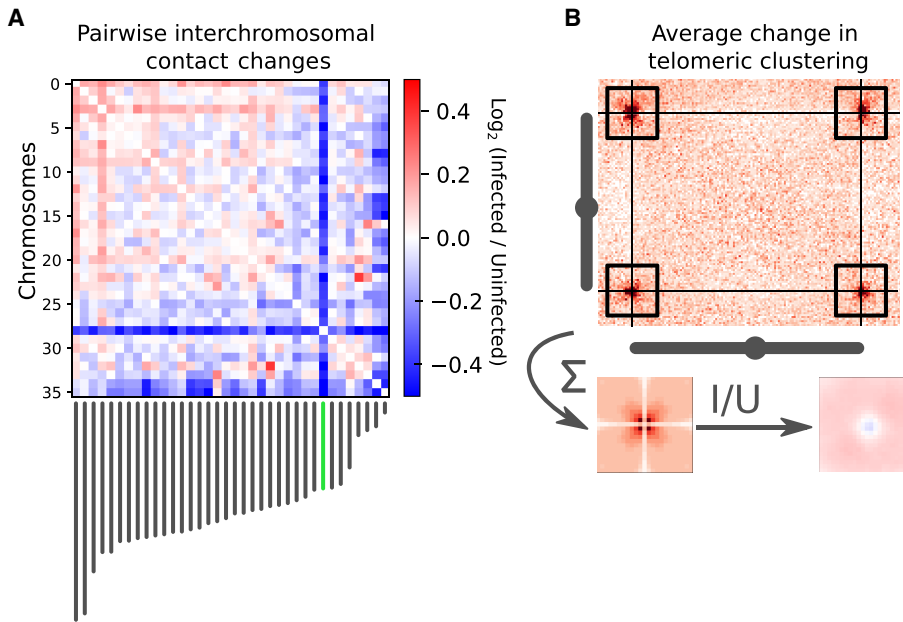 A
Pairwise interchromosomal
contact changes
Chromosomes
0
5
10
15
20
25
30
35
0.4
0.2
0.0
−0.2
−0.4
Log2 (Infected / Uninfected)
B
Average change in
telomeric clustering
Σ
I/U